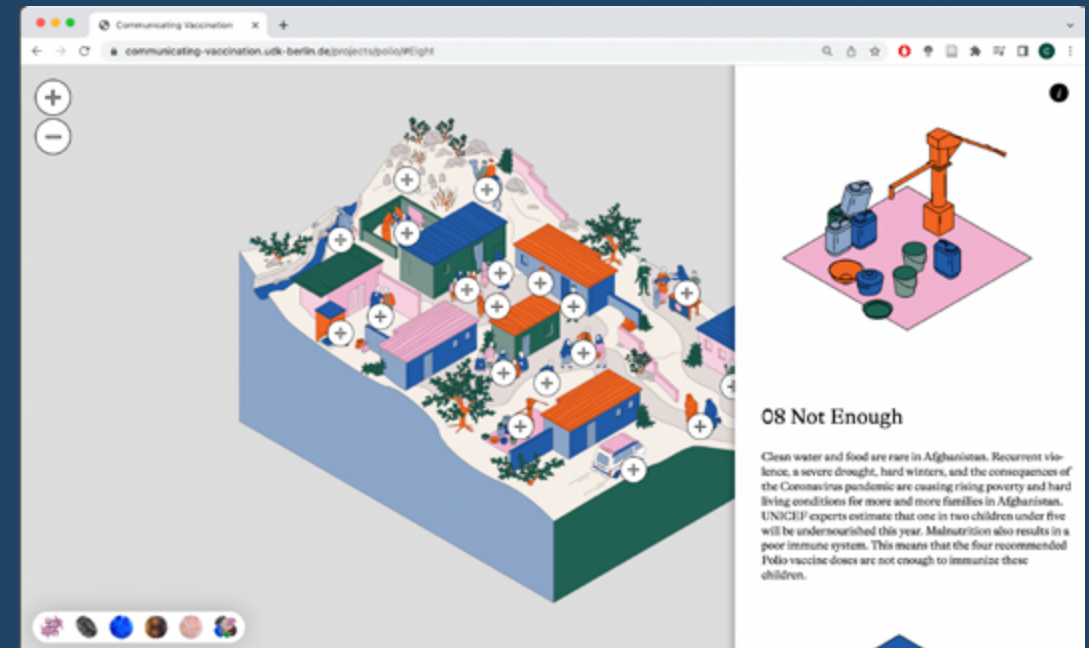 Communicating Vaccination
communicating-vaccination.udk-berlin.de/projects/polio/#Eight
08 Not Enough
Clean water and food are rare in Afghanistan. Recurrent vio-
lence, a severe drought, hard winters, and the consequences of
the Coronavirus pandemic are causing rising poverty and hard
living conditions for more and more families in Afghanistan.
UNICEF experts estimate that one in two children under five
will be undernourished this year. Malnutrition also results in a
poor immune system. This means that the four recommended
Polio vaccine doses are not enough to immunize these
children.